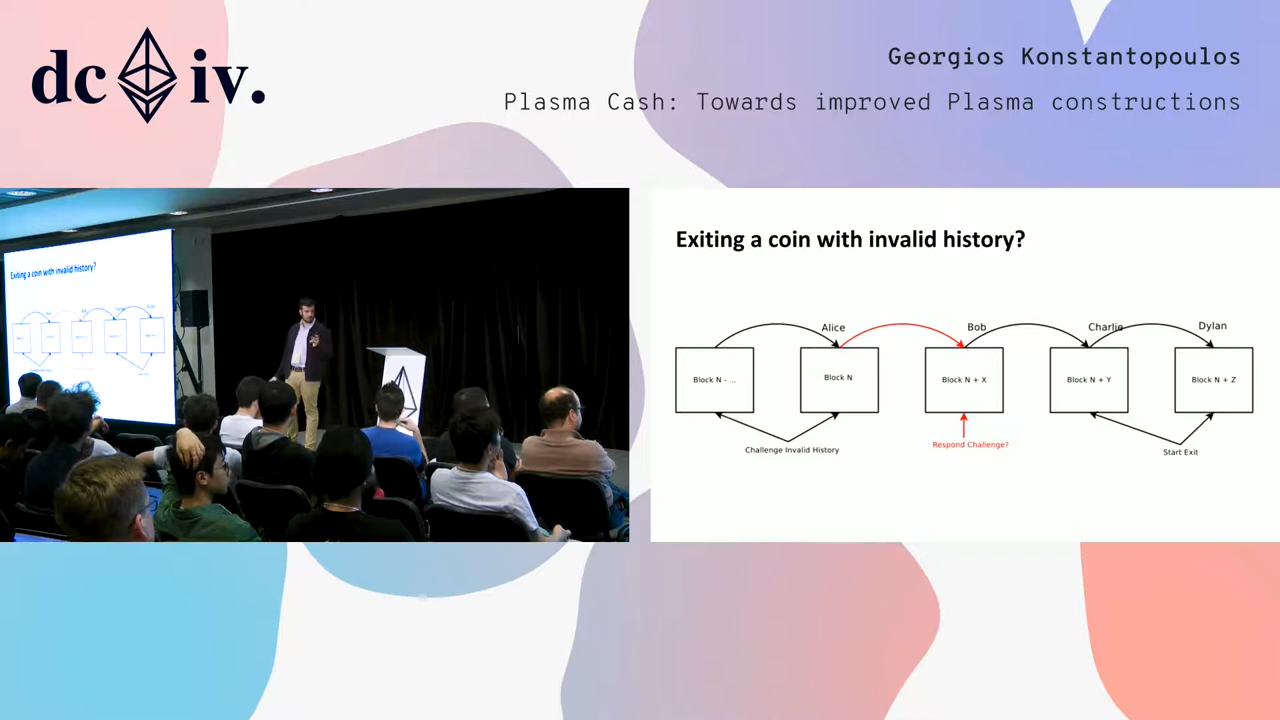 dc iv.
Georgios Konstantopoulos
Plasma Cash: Towards improved Plasma constructions
Exiting a coin with invalid history?
Exiting a coin with invalid history?
Alice
Bob
Charlie
Dylan
Block N - ...
Block N
Block N + X
Block N + Y
Block N + Z
Challenge Invalid History
Respond Challenge?
Start Exit